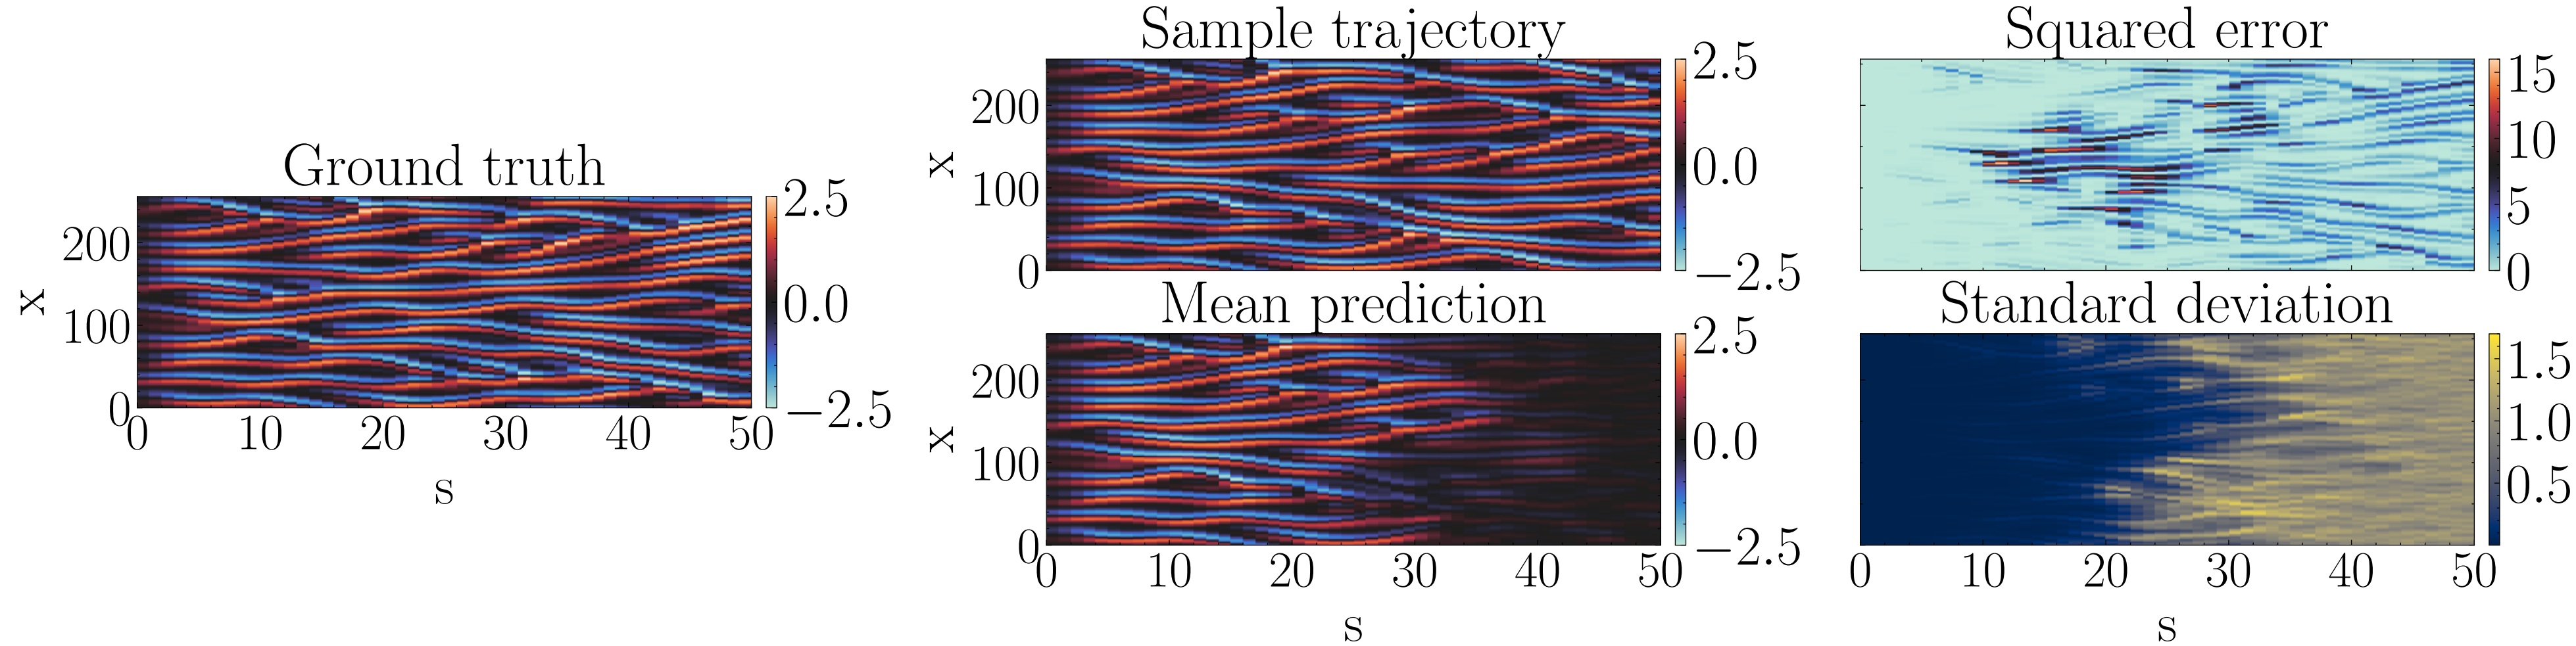 Ground truth
x
200
100
0
0 10 20 30 40 50
s
2.5
0.0
−2.5
Sample trajectory
x
200
100
0
2.5
0.0
−2.5
Squared error
15
10
5
0
Mean prediction
x
200
100
0
0 10 20 30 40 50
s
2.5
0.0
−2.5
Standard deviation
0 10 20 30 40 50
s
1.5
1.0
0.5